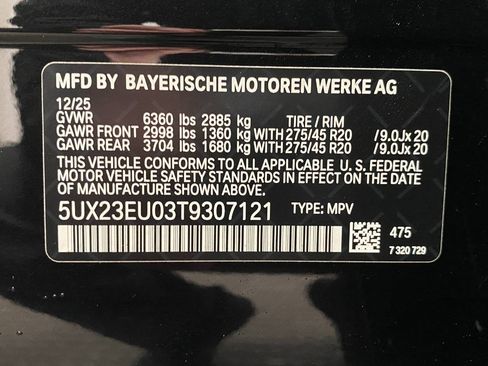 MFD BY BAYERISCHE MOTOREN WERKE AG
12/25
GVWR 6360 lbs 2885 kg TIRE / RIM
GAWR FRONT 2998 lbs 1360 kg WITH 275/45 R20 /9.0Jx 20
GAWR REAR 3704 lbs 1680 kg WITH 275/45 R20 /9.0Jx 20
THIS VEHICLE CONFORMS TO ALL APPLICABLE U. S. FEDERAL
MOTOR VEHICLE SAFETY STANDARDS IN EFFECT ON THE DATE
OF MANUFACTURE SHOWN ABOVE.
5UX23EU03T9307121 TYPE: MPV
475
7 320 729